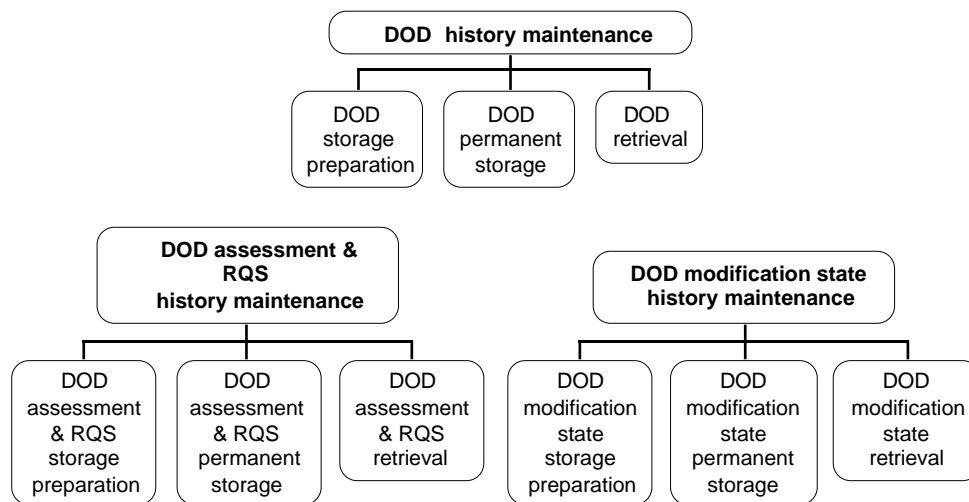 DOD history maintenance
DOD
storage
preparation
DOD
permanent
storage
DOD
retrieval
DOD assessment &
RQS
history maintenance
DOD modification state
history maintenance
DOD
assessment
& RQS
storage
preparation
DOD
assessment
& RQS
permanent
storage
DOD
assessment
& RQS
retrieval
DOD
modification
state
storage
preparation
DOD
modification
state
permanent
storage
DOD
modification
state
retrieval